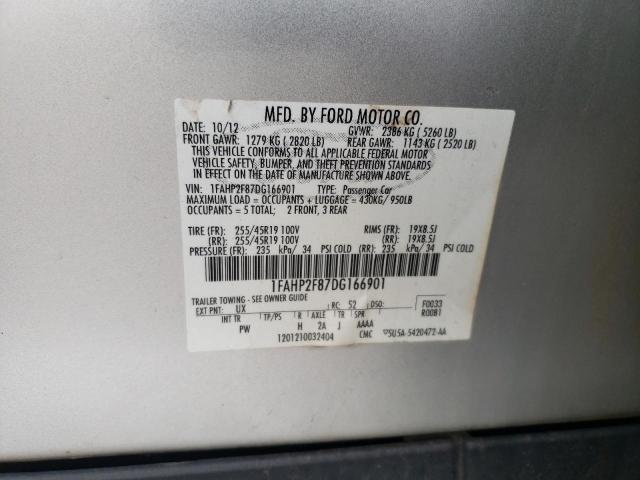 MFD. BY FORD MOTOR CO.
DATE: 10/12 GVWR: 2386 KG ( 5260 LB)
FRONT GAWR: 1279 KG ( 2820 LB) REAR GAWR: 1143 KG ( 2520 LB)
THIS VEHICLE CONFORMS TO ALL APPLICABLE FEDERAL MOTOR
VEHICLE SAFETY, BUMPER, AND THEFT PREVENTION STANDARDS
IN EFFECT ON THE DATE OF MANUFACTURE SHOWN ABOVE.
VIN: 1FAHP2F87DG166901 TYPE: Passenger Car
MAXIMUM LOAD = OCCUPANTS + LUGGAGE = 430KG/ 950LB
OCCUPANTS = 5 TOTAL; 2 FRONT, 3 REAR
TIRE (FR): 255/45R19 100V RIMS (FR): 19X8.5J
(RR): 255/45R19 100V (RR): 19X8.5J
PRESSURE (FR): 235 kPa/ 34 PSI COLD (RR): 235 kPa/ 34 PSI COLD
1FAHP2F87DG166901
TRAILER TOWING - SEE OWNER GUIDE
EXT PNT: UX RC: 52 DSO: F0033
R0081
INT TR TP/PS R AXLE TR SPR
PW H 2A J AAAA
1201210032404 CMC 5U5A-5420472-AA